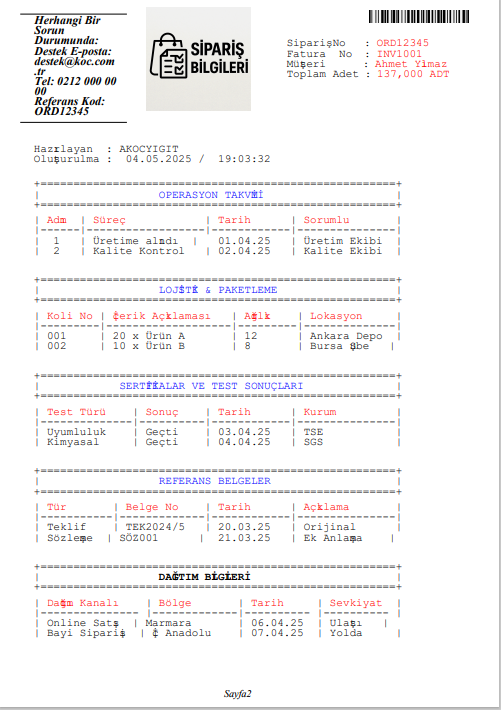 Herhangi Bir
Sorun
Durumunda:
Destek E-posta:
destek@koc.com
.tr
Tel: 0212 000 00
00
Referans Kod:
ORD12345
SİPARİŞ
BİLGİLERİ
SiparişNo : ORD12345
Fatura No : INV1001
Müşteri : Ahmet Yılmaz
Toplam Adet : 137,000 ADT
Hazırlayan : AKOCYIGIT
Oluşturulma : 04.05.2025 / 19:03:32
OPERASYON TAKVİMİ
Adım | Süreç | Tarih | Sorumlu
1 | Üretime alındı | 01.04.25 | Üretim Ekibi
2 | Kalite Kontrol | 02.04.25 | Kalite Ekibi
LOJİSTİK & PAKETLEME
Koli No | İçerik Açıklaması | Ağırlık | Lokasyon
001 | 20 x Ürün A | 12 | Ankara Depo
002 | 10 x Ürün B | 8 | Bursa Şube
SERTİFİKALAR VE TEST SONUÇLARI
Test Türü | Sonuç | Tarih | Kurum
Uyumluluk | Geçti | 03.04.25 | TSE
Kimyasal | Geçti | 04.04.25 | SGS
REFERANS BELGELER
Tür | Belge No | Tarih | Açıklama
Teklif | TEK2024/5 | 20.03.25 | Orijinal
Sözleşme | SÖZ001 | 21.03.25 | Ek Anlaşma
DAĞITIM BİLGİLERİ
Dağıtım Kanalı | Bölge | Tarih | Sevkiyat
Online Satış | Marmara | 06.04.25 | Ulaştı
Bayi Sipariş | İç Anadolu | 07.04.25 | Yolda
Sayfa2